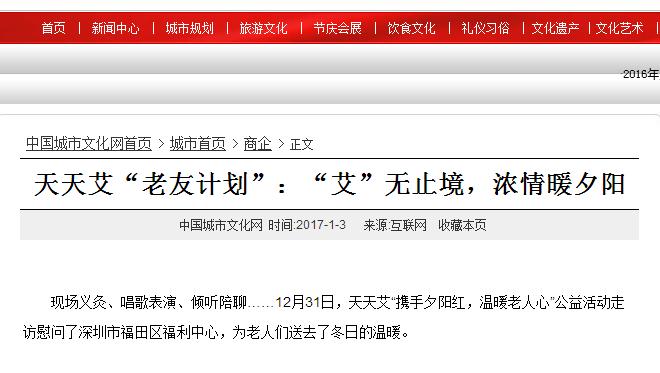 首页 | 新闻中心 | 城市规划 | 旅游文化 | 节庆会展 | 饮食文化 | 礼仪习俗 | 文化遗产 | 文化艺术 |
2016年
中国城市文化网首页 > 城市首页 > 商企 > 正文
天天艾“老友计划”：“艾”无止境，浓情暖夕阳
中国城市文化网 时间:2017-1-3 来源:互联网 收藏本页
现场义灸、唱歌表演、倾听陪聊……12月31日，天天艾“携手夕阳红，温暖老人心”公益活动走
访慰问了深圳市福田区福利中心，为老人们送去了冬日的温暖。